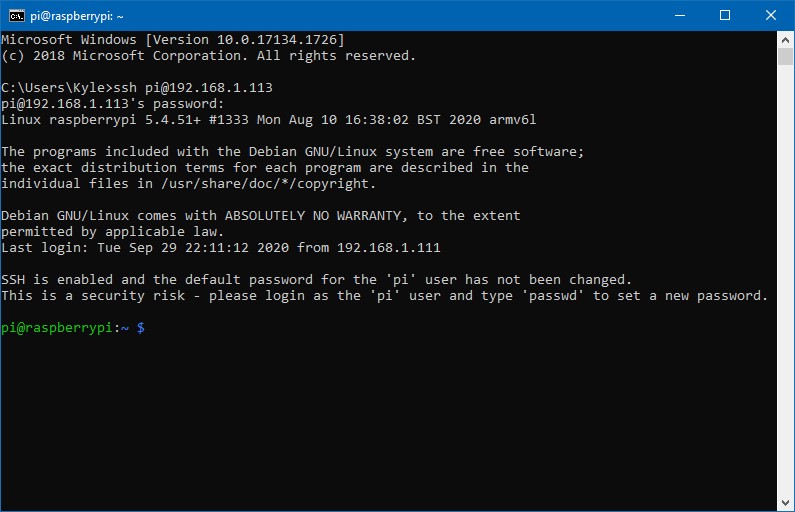 pi@raspberrypi: ~
Microsoft Windows [Version 10.0.17134.1726]
(c) 2018 Microsoft Corporation. All rights reserved.
C:\Users\Kyle>ssh pi@192.168.1.113
pi@192.168.1.113's password:
Linux raspberrypi 5.4.51+ #1333 Mon Aug 10 16:38:02 BST 2020 armv6l
The programs included with the Debian GNU/Linux system are free software;
the exact distribution terms for each program are described in the
individual files in /usr/share/doc/*/copyright.
Debian GNU/Linux comes with ABSOLUTELY NO WARRANTY, to the extent
permitted by applicable law.
Last login: Tue Sep 29 22:11:12 2020 from 192.168.1.111
SSH is enabled and the default password for the 'pi' user has not been changed.
This is a security risk - please login as the 'pi' user and type 'passwd' to set a new password.
pi@raspberrypi:~ $